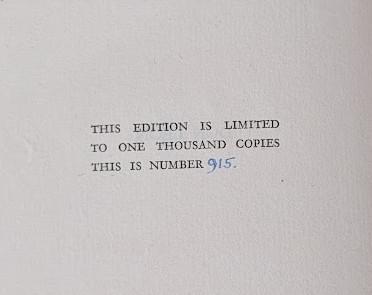 THIS EDITION IS LIMITED
TO ONE THOUSAND COPIES
THIS IS NUMBER 915.